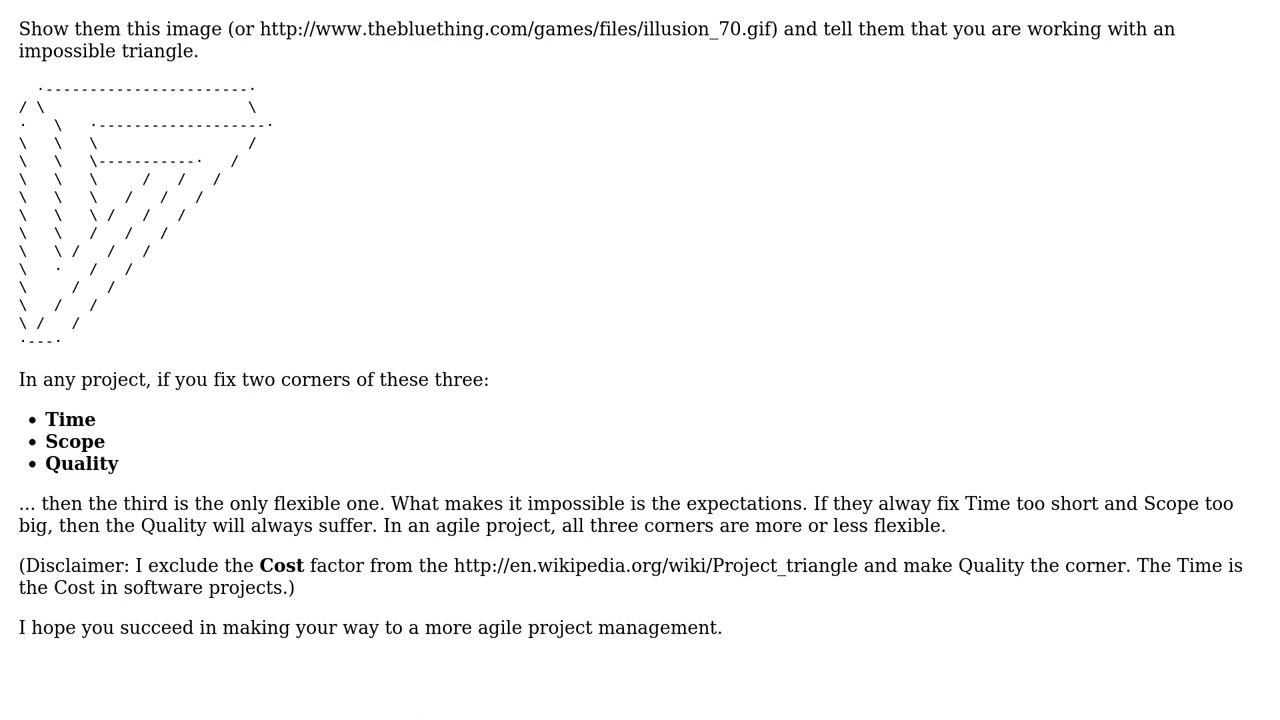 Show them this image (or http://www.thebluething.com/games/files/illusion_70.gif) and tell them that you are working with an
impossible triangle.
  ·-----------------------·
/ \                       \
·   \   ·-------------------·
\   \   \                 /
\   \   \-----------·   /
\   \   \     /   /   /
\   \   \   /   /   /
\   \   \ /   /   /
\   \   /   /   /
\   \ /   /   /
\   ·   /   /
\     /   /
\   /   /
\ /   /
·---·
In any project, if you fix two corners of these three:
• Time
• Scope
• Quality
... then the third is the only flexible one. What makes it impossible is the expectations. If they alway fix Time too short and Scope too
big, then the Quality will always suffer. In an agile project, all three corners are more or less flexible.
(Disclaimer: I exclude the Cost factor from the http://en.wikipedia.org/wiki/Project_triangle and make Quality the corner. The Time is
the Cost in software projects.)
I hope you succeed in making your way to a more agile project management.